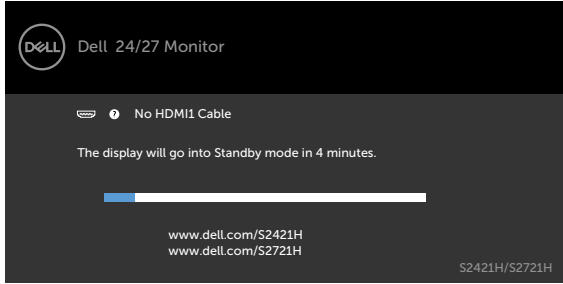 DELL
Dell 24/27 Monitor
? No HDMI1 Cable
The display will go into Standby mode in 4 minutes.
www.dell.com/S2421H
www.dell.com/S2721H
S2421H/S2721H